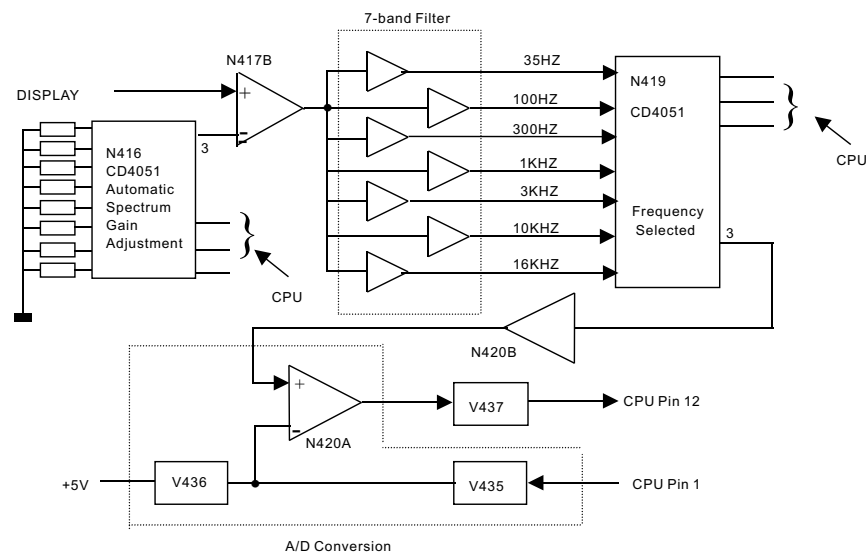 7-band Filter
N417B
DISPLAY
+
-
3
N416
CD4051
Automatic
Spectrum
Gain
Adjustment
}
CPU
35HZ
100HZ
300HZ
1KHZ
3KHZ
10KHZ
16KHZ
N419
CD4051
Frequency
Selected
}
CPU
3
N420B
+
-
N420A
V437
CPU Pin 12
+5V
V436
V435
CPU Pin 1
A/D Conversion